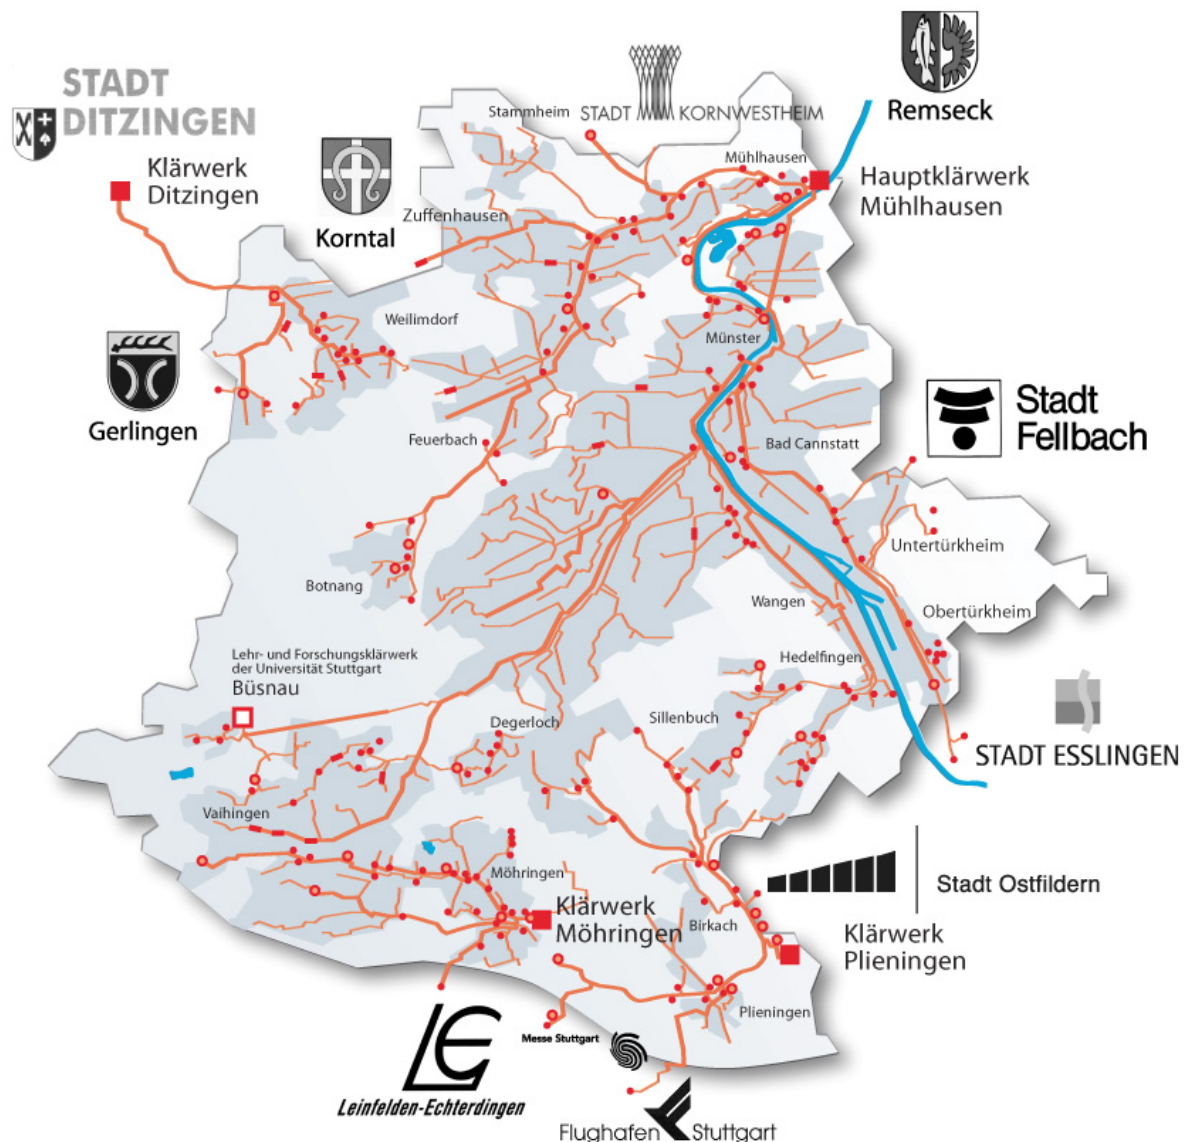 Remseck
STADT
DITZINGEN
Stammheim
STADT KORNWESTHEIM
Klärwerk
Ditzingen
Mühlhausen
Hauptklärwerk
Mühlhausen
Korntal
Zuffenhausen
Weilimdorf
Münster
Gerlingen
Stadt
Fellbach
Feuerbach
Bad Cannstatt
Untertürkheim
Botnang
Wangen
Obertürkheim
Lehr- und Forschungsklärwerk
der Universität Stuttgart
Büsnau
Hedelfingen
Degerloch
Sillenbuch
STADT ESSLINGEN
Vaihingen
Möhringen
Stadt Ostfildern
Klärwerk
Möhringen
Birkach
Klärwerk
Plieningen
Plieningen
Messe Stuttgart
LE
Leinfelden-Echterdingen
Flughafen Stuttgart